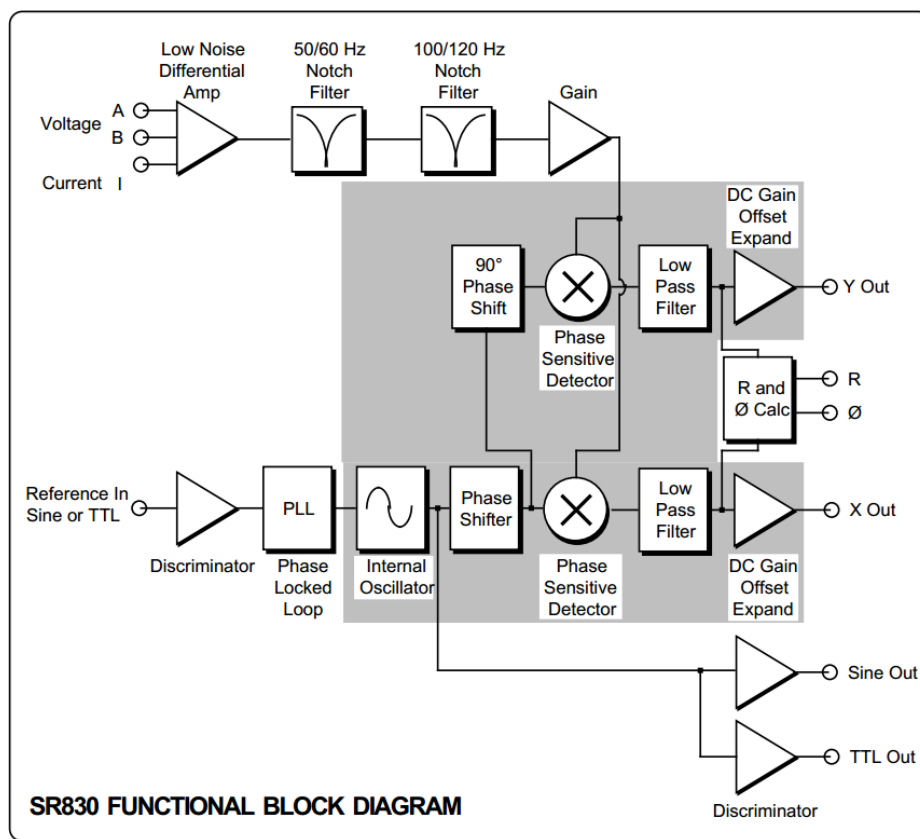 Low Noise
Differential
Amp
50/60 Hz
Notch
Filter
100/120 Hz
Notch
Filter
Gain
Voltage
A
B
Current
I
DC Gain
Offset
Expand
90°
Phase
Shift
Low
Pass
Filter
Y Out
Phase
Sensitive
Detector
R and
Ø Calc
R
Ø
Reference In
Sine or TTL
PLL
Phase
Shifter
Low
Pass
Filter
X Out
Discriminator
Phase
Locked
Loop
Internal
Oscillator
Phase
Sensitive
Detector
DC Gain
Offset
Expand
Sine Out
TTL Out
Discriminator
SR830 FUNCTIONAL BLOCK DIAGRAM